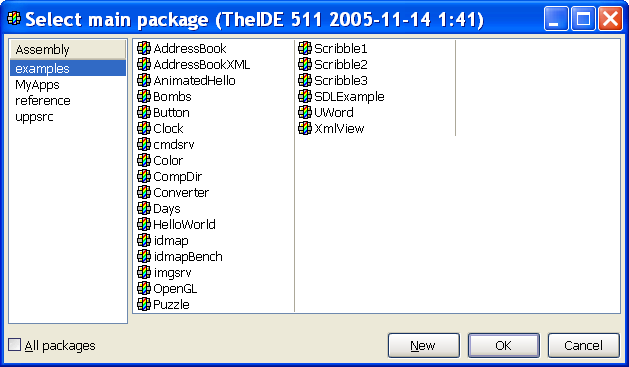 Select main package (TheIDE 511 2005-11-14 1:41)
Assembly
examples
MyApps
reference
uppsrc
AddressBook
AddressBookXML
AnimatedHello
Bombs
Button
Clock
cmdsrv
Color
CompDir
Converter
Days
HelloWorld
idmap
idmapBench
imgsrv
OpenGL
Puzzle
Scribble1
Scribble2
Scribble3
SDLExample
UWord
XmlView
All packages
New
OK
Cancel